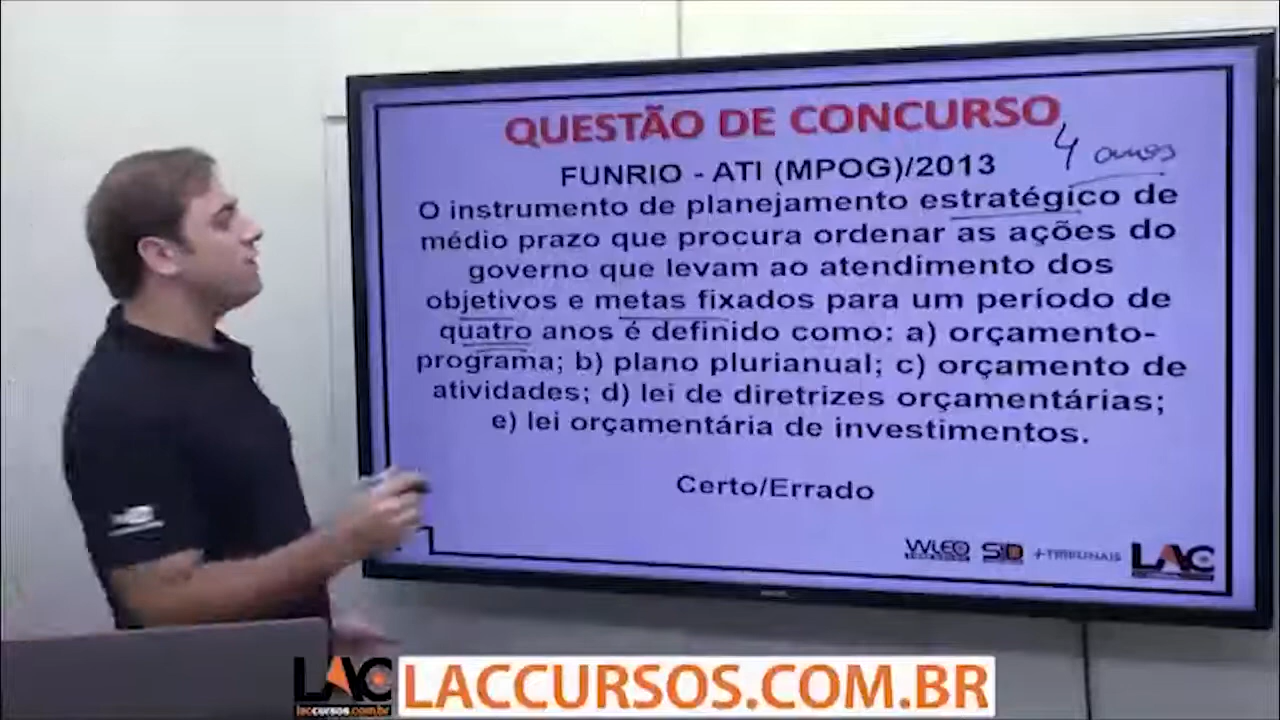 QUESTÃO DE CONCURSO
4 anos
FUNRIO - ATI (MPOG)/2013
O instrumento de planejamento estratégico de
médio prazo que procura ordenar as ações do
governo que levam ao atendimento dos
objetivos e metas fixados para um período de
quatro anos é definido como: a) orçamento-
programa; b) plano plurianual; c) orçamento de
atividades; d) lei de diretrizes orçamentárias;
e) lei orçamentária de investimentos.
Certo/Errado
+TRIBUNAIS
LAC
LAC
laccursos.com.br
LACCURSOS.COM.BR